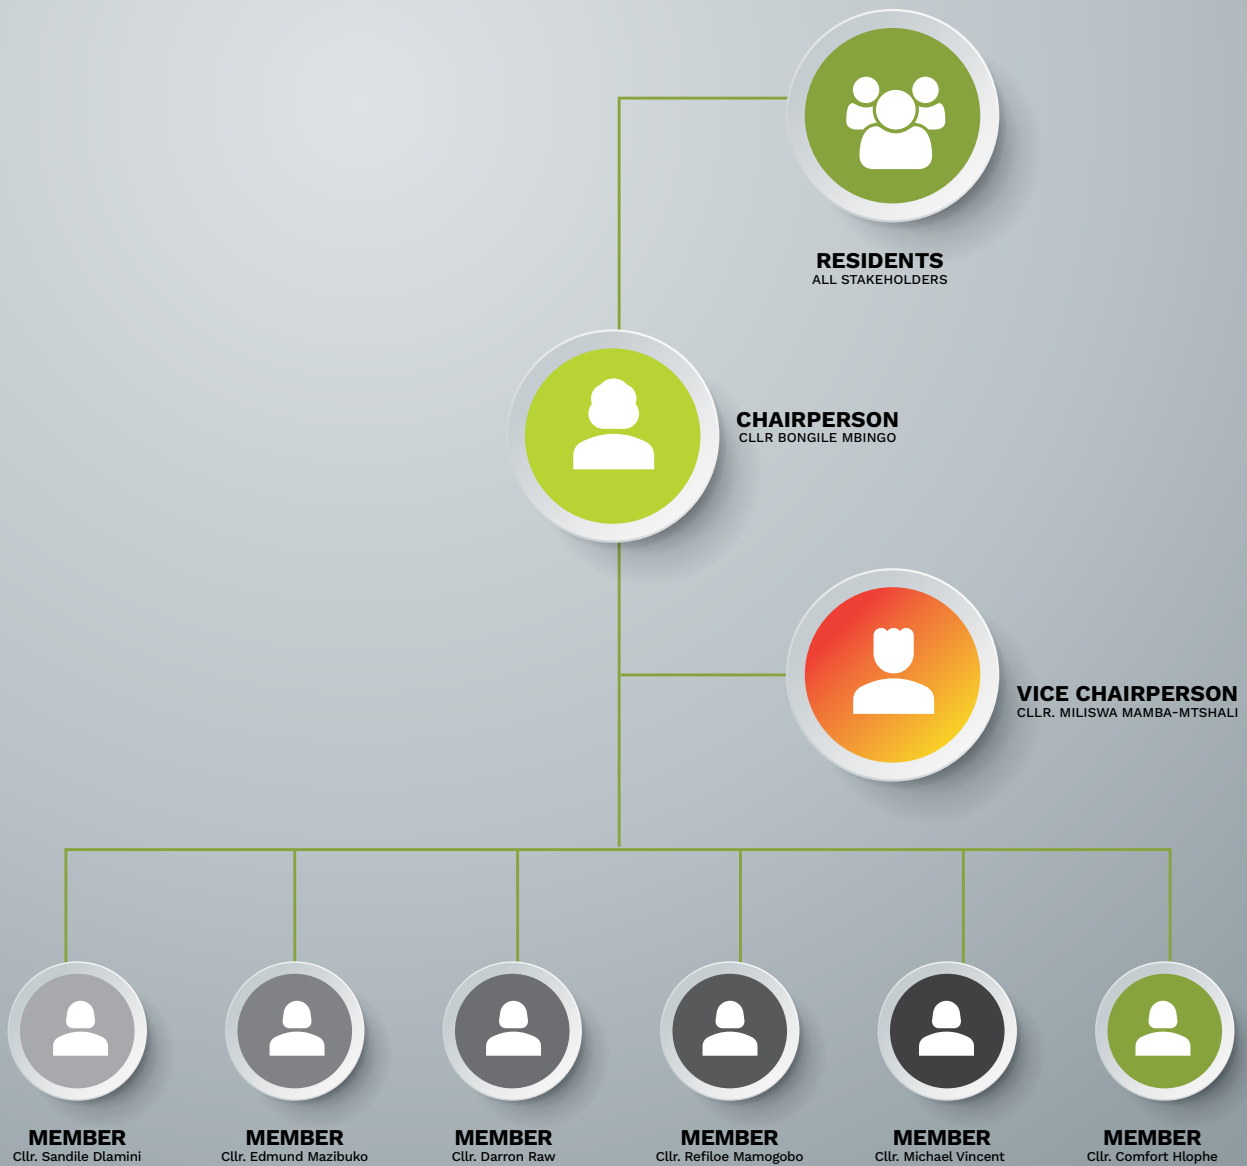 RESIDENTS
ALL STAKEHOLDERS
CHAIRPERSON
CLLR BONGILE MBINGO
VICE CHAIRPERSON
CLLR. MILISWA MAMBA-MTSHALI
MEMBER
Cllr. Sandile Dlamini
MEMBER
Cllr. Edmund Mazibuko
MEMBER
Cllr. Darron Raw
MEMBER
Cllr. Refiloe Mamogobo
MEMBER
Cllr. Michael Vincent
MEMBER
Cllr. Comfort Hlophe